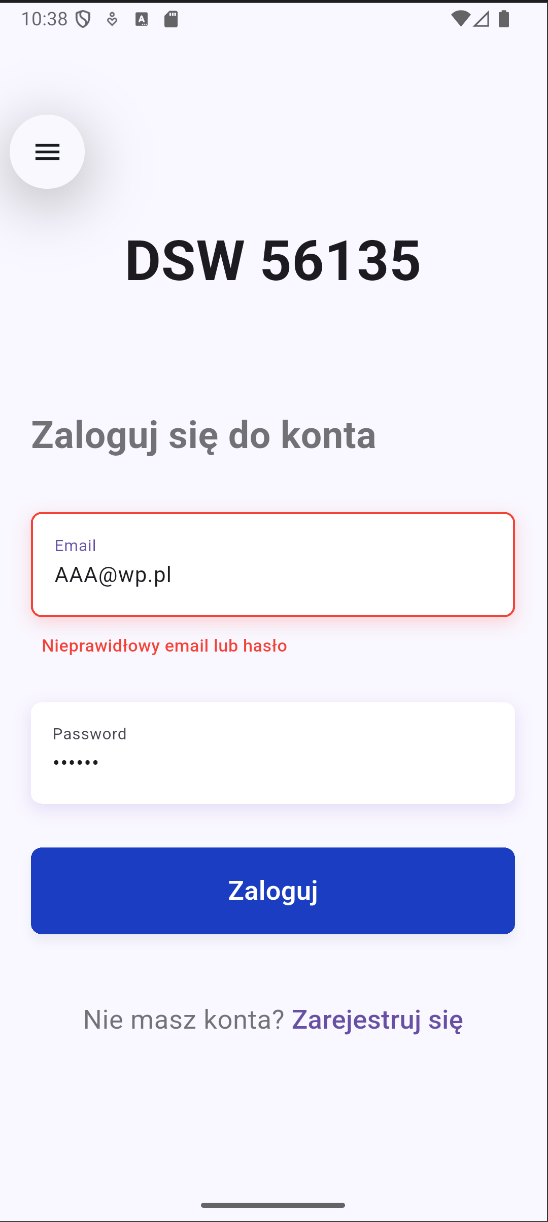 10:38
DSW 56135
Zaloguj się do konta
Email
AAA@wp.pl
Nieprawidłowy email lub hasło
Password
••••••
Zaloguj
Nie masz konta? Zarejestruj się